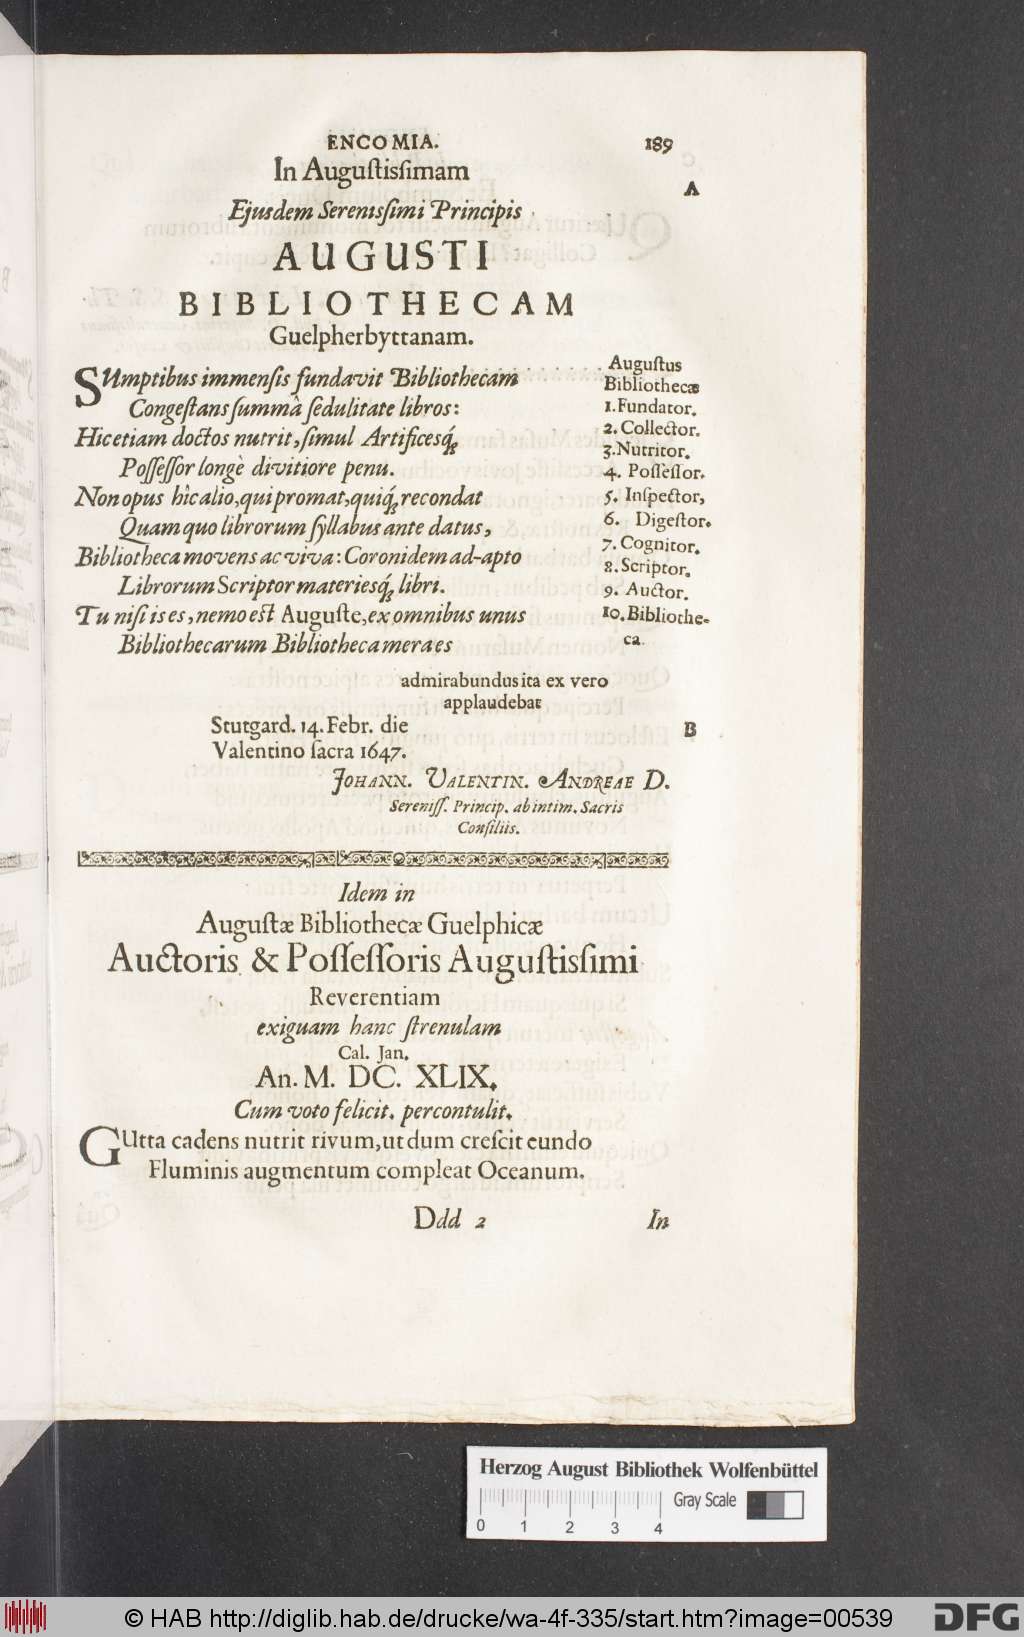 ENCOMIA. 189
In Auguſtisſimam
A
Ejusdem Serenisſimi Principis
AUGUSTI
BIBLIOTHECAM
Guelpherbyttanam.
SUmptibus immenſis fundavit Bibliothecam . . . . . .
Congeſtans ſummâ ſedulitate libros:
Hic etiam doctos nutrit, ſimul Artificesq́;
Poſſeſſor longè divitiore penu.
Non opus hîc alio, qui promat, quiq́; recondat
Quam quo librorum ſyllabus ante datus,
Bibliotheca movens ac viva: Coronidem ad-apto
Librorum Scriptor materiesq́; libri.
Tu niſi is es, nemo eſt Auguſte, ex omnibus unus
Bibliothecarum Bibliotheca mera es
Auguſtus
Bibliothecæ
1. Fundator.
2. Collector.
3. Nutritor.
4. Poſſeſſor.
5. Inſpector,
6. Digeſtor.
7. Cognitor.
8. Scriptor.
9. Auctor.
10. Bibliothe-
ca.
admirabundus ita ex vero
applaudebat
Stutgard. 14. Febr. die
B
Valentino ſacra 1647.
JOHANN. VALENTIN. ANDREAE D.
Sereniſſ. Princip. ab intim. Sacris
Conſiliis.
Idem in
Auguſtæ Bibliothecæ Guelphicæ
Auctoris & Poſſeſſoris Auguſtisſimi
Reverentiam
exiguam hanc ſtrenulam
Cal. Jan.
An. M. DC. XLIX.
Cum voto felicit. percontulit.
GUtta cadens nutrit rivum, ut dum creſcit eundo
Fluminis augmentum compleat Oceanum.
Ddd 2 In
Herzog August Bibliothek Wolfenbüttel
Gray Scale
0 1 2 3 4
© HAB http://diglib.hab.de/drucke/wa-4f-335/start.htm?image=00539
DFG